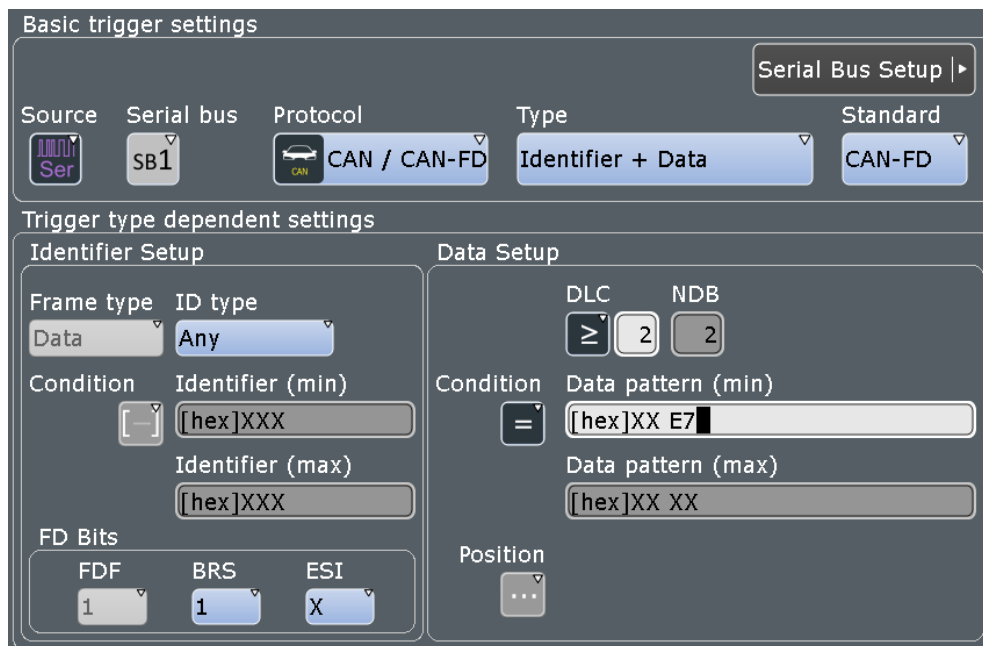 Basic trigger settings
Serial Bus Setup
Source Serial bus Protocol Type Standard
Ser SB1 CAN CAN / CAN-FD Identifier + Data CAN-FD
Trigger type dependent settings
Identifier Setup
Frame type ID type
Data Any
Condition Identifier (min)
[hex]XXX
Identifier (max)
[hex]XXX
FD Bits
FDF BRS ESI
1 1 X
Data Setup
DLC NDB
≥ 2 2
Condition Data pattern (min)
= [hex]XX E7
Data pattern (max)
[hex]XX XX
Position
...